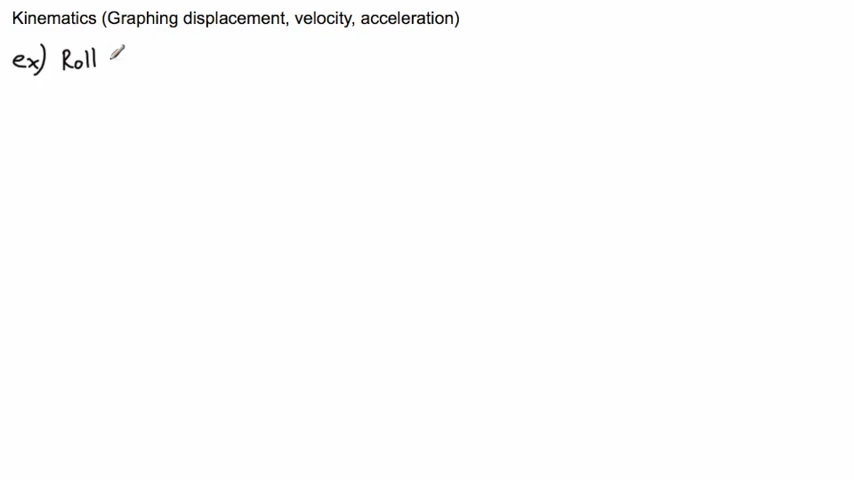 Kinematics (Graphing displacement, velocity, acceleration)
ex) Roll